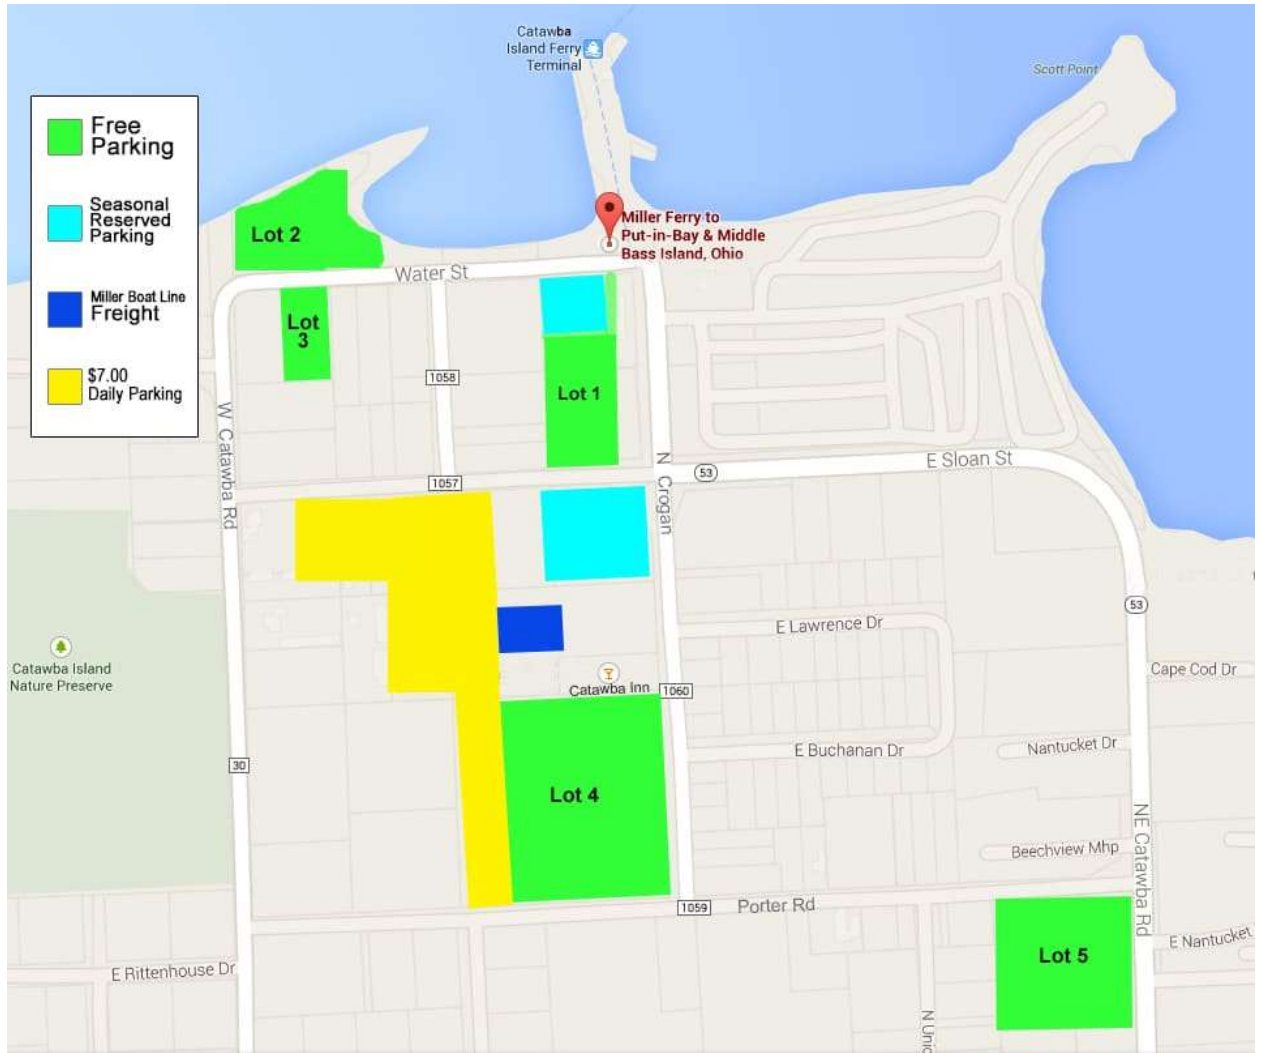 Catawba
Island Ferry
Terminal
Scott Point
Free
Parking
Seasonal
Reserved
Parking
Miller Boat Line
Freight
$7.00
Daily Parking
Lot 2
Miller Ferry to
Put-in-Bay & Middle
Bass Island, Ohio
Water St
Lot
3
1058
Lot 1
W Catawba Rd
N Crogan
E Sloan St
53
1057
53
E Lawrence Dr
Catawba Island
Nature Preserve
Cape Cod Dr
Catawba Inn
1060
E Buchanan Dr
Nantucket Dr
30
Lot 4
NE Catawba Rd
Beechview Mhp
1059
Porter Rd
Lot 5
E Nantucket
E Rittenhouse Dr